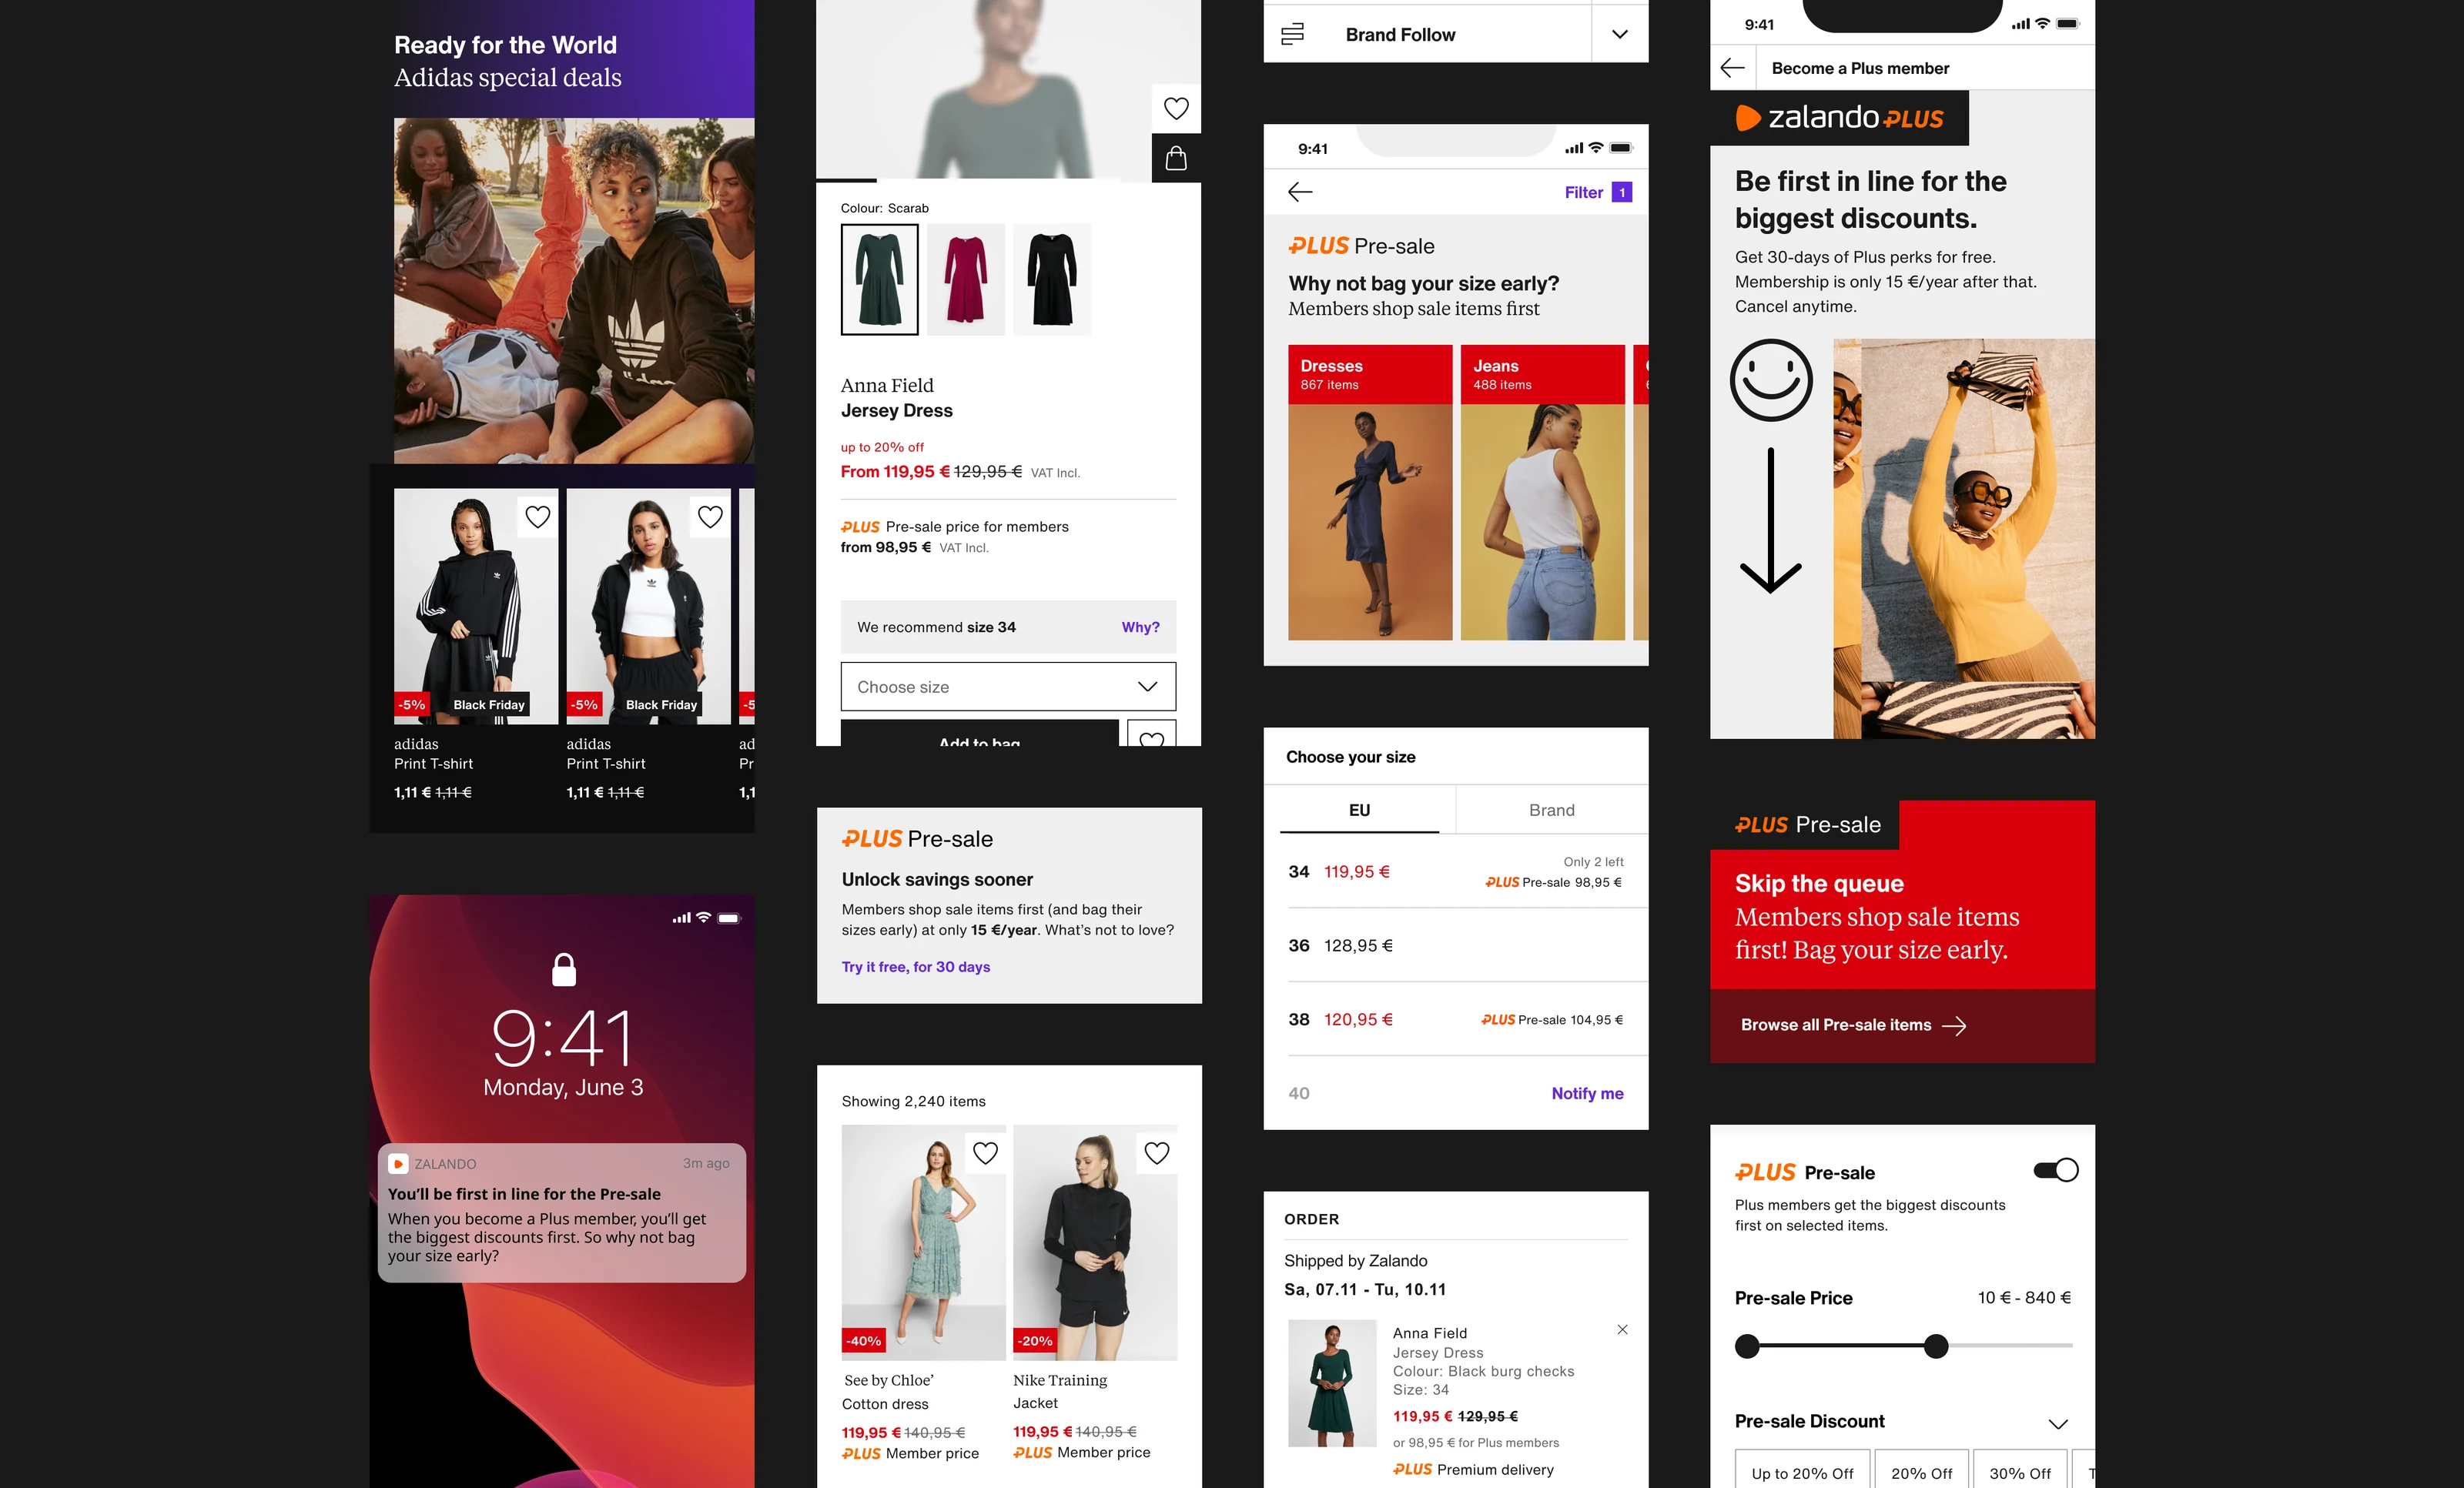 Ready for the World
Adidas special deals
-5%
Black Friday
-5%
Black Friday
adidas
Print T-shirt
1,11 € 1,11 €
adidas
Print T-shirt
1,11 € 1,11 €
9:41
Monday, June 3
ZALANDO
3m ago
You'll be first in line for the Pre-sale
When you become a Plus member, you'll get
the biggest discounts first. So why not bag
your size early?
Colour: Scarab
Anna Field
Jersey Dress
up to 20% off
From 119,95 € 129,95 € VAT Incl.
PLUS Pre-sale price for members
from 98,95 € VAT Incl.
We recommend size 34
Why?
Choose size
Add to bag
PLUS Pre-sale
Unlock savings sooner
Members shop sale items first (and bag their
sizes early) at only 15 €/year. What's not to love?
Try it free, for 30 days
Showing 2,240 items
-40%
-20%
See by Chloe'
Cotton dress
119,95 € 140,95 €
PLUS Member price
Nike Training
Jacket
119,95 € 140,95 €
PLUS Member price
Brand Follow
9:41
Filter 1
PLUS Pre-sale
Why not bag your size early?
Members shop sale items first
Dresses
867 items
Jeans
488 items
Choose your size
EU
Brand
34 119,95 €
Only 2 left
PLUS Pre-sale 98,95 €
36 128,95 €
38 120,95 €
PLUS Pre-sale 104,95 €
40
Notify me
ORDER
Shipped by Zalando
Sa, 07.11 - Tu, 10.11
Anna Field
Jersey Dress
Colour: Black burg checks
Size: 34
119,95 € 129,95 €
or 98,95 € for Plus members
PLUS Premium delivery
9:41
Become a Plus member
zalando PLUS
Be first in line for the
biggest discounts.
Get 30-days of Plus perks for free.
Membership is only 15 €/year after that.
Cancel anytime.
PLUS Pre-sale
Skip the queue
Members shop sale items
first! Bag your size early.
Browse all Pre-sale items
PLUS Pre-sale
Plus members get the biggest discounts
first on selected items.
Pre-sale Price
10 € - 840 €
Pre-sale Discount
Up to 20% Off
20% Off
30% Off